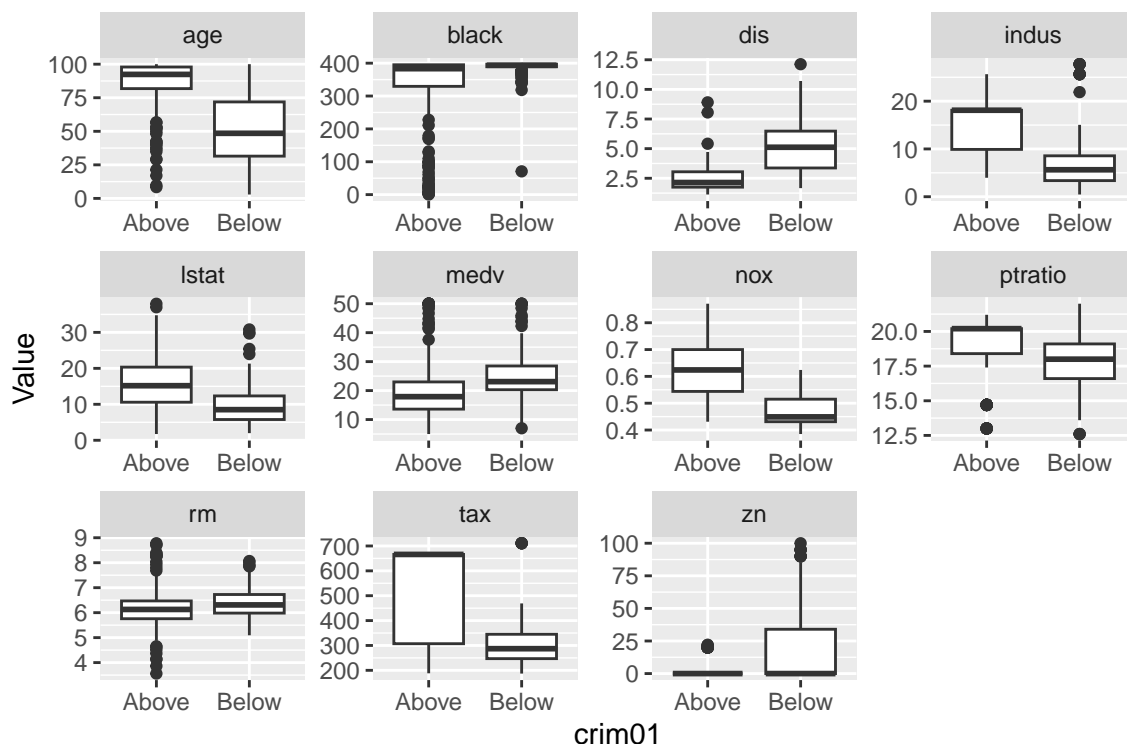 age black dis indus
100 75 50 25 0
400 300 200 100 0
12.5 10.0 7.5 5.0 2.5
20 10 0
Above Below Above Below Above Below Above Below
lstat medv nox ptratio
30 20 10 0
50 40 30 20 10
0.8 0.7 0.6 0.5 0.4
20.0 17.5 15.0 12.5
Above Below Above Below Above Below Above Below
rm tax zn
9 8 7 6 5 4
700 600 500 400 300 200
100 75 50 25 0
Above Below Above Below Above Below
Value
crim01